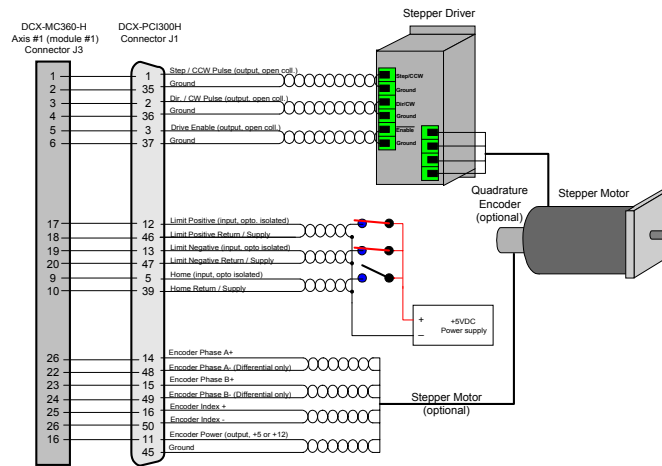 Stepper Driver
DCX-MC360-H
Axis #1 (module #1)
Connector J3
DCX-PCI300H
Connector J1
1 1 Step / CCW Pulse (output, open coll.)
2 35 Ground
3 2 Dir. / CW Pulse (output, open coll.)
4 36 Ground
5 3 Drive Enable (output, open coll.)
6 37 Ground
Step/CCW
Ground
Dir/CW
Ground
Enable
Ground
Quadrature
Encoder
(optional)
Stepper Motor
17 12 Limit Positive (input, opto. isolated)
18 46 Limit Positive Return / Supply
19 13 Limit Negative (input, opto isolated)
20 47 Limit Negative Return / Supply
9 5 Home (input, opto isolated)
10 39 Home Return / Supply
+
–
+5VDC
Power supply
26 14 Encoder Phase A+
22 48 Encoder Phase A- (Differential only)
23 15 Encoder Phase B+
24 49 Encoder Phase B- (Differential only)
25 16 Encoder Index +
26 50 Encoder Index -
16 11 Encoder Power (output, +5 or +12)
45 Ground
Stepper Motor
(optional)